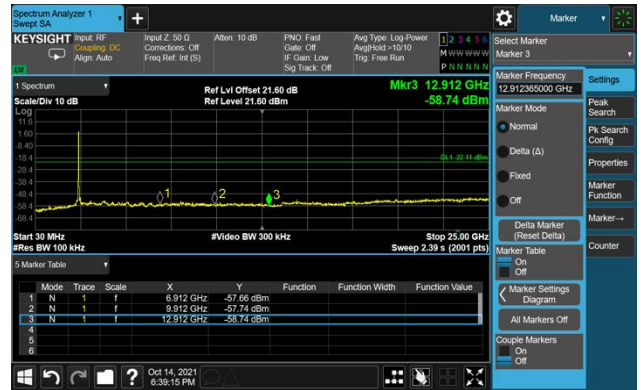 Spectrum Analyzer 1
Swept SA
Marker
KEYSIGHT Input: RF Input Z: 50 Ω Atten: 10 dB PNO: Fast Avg Type: Log-Power 1 2 3 4 5 6
Coupling: DC Corrections: Off Gate: Off Avg|Hold:>10/10 M W W W W W
Align: Auto Freq Ref: Int (S) IF Gain: Low Trig: Free Run
Sig Track: Off P N N N N N
Select Marker
Marker 3
1 Spectrum
Scale/Div 10 dB
Ref Lvl Offset 21.60 dB
Ref Level 21.60 dBm
Mkr3 12.912 GHz
-58.74 dBm
Log
11.6
1.60
-8.40
-18.4
-28.4
-38.4
-48.4
-58.4
-68.4
DL1 -22.11 dBm
1
2
3
Start 30 MHz #Video BW 300 kHz Stop 25.00 GHz
#Res BW 100 kHz Sweep 2.39 s (2001 pts)
5 Marker Table
Mode Trace Scale X Y Function Function Width Function Value
1 N 1 f 6.912 GHz -57.66 dBm
2 N 1 f 9.912 GHz -57.74 dBm
3 N 1 f 12.912 GHz -58.74 dBm
4
5
6
Marker Frequency
12.912365000 GHz
Marker Mode
Normal
Delta (Δ)
Fixed
Off
Delta Marker
(Reset Delta)
Marker Table
On
Off
Marker Settings
Diagram
All Markers Off
Couple Markers
On
Off
Settings
Peak
Search
Pk Search
Config
Properties
Marker
Function
Marker→
Counter
?
Oct 14, 2021
6:39:15 PM